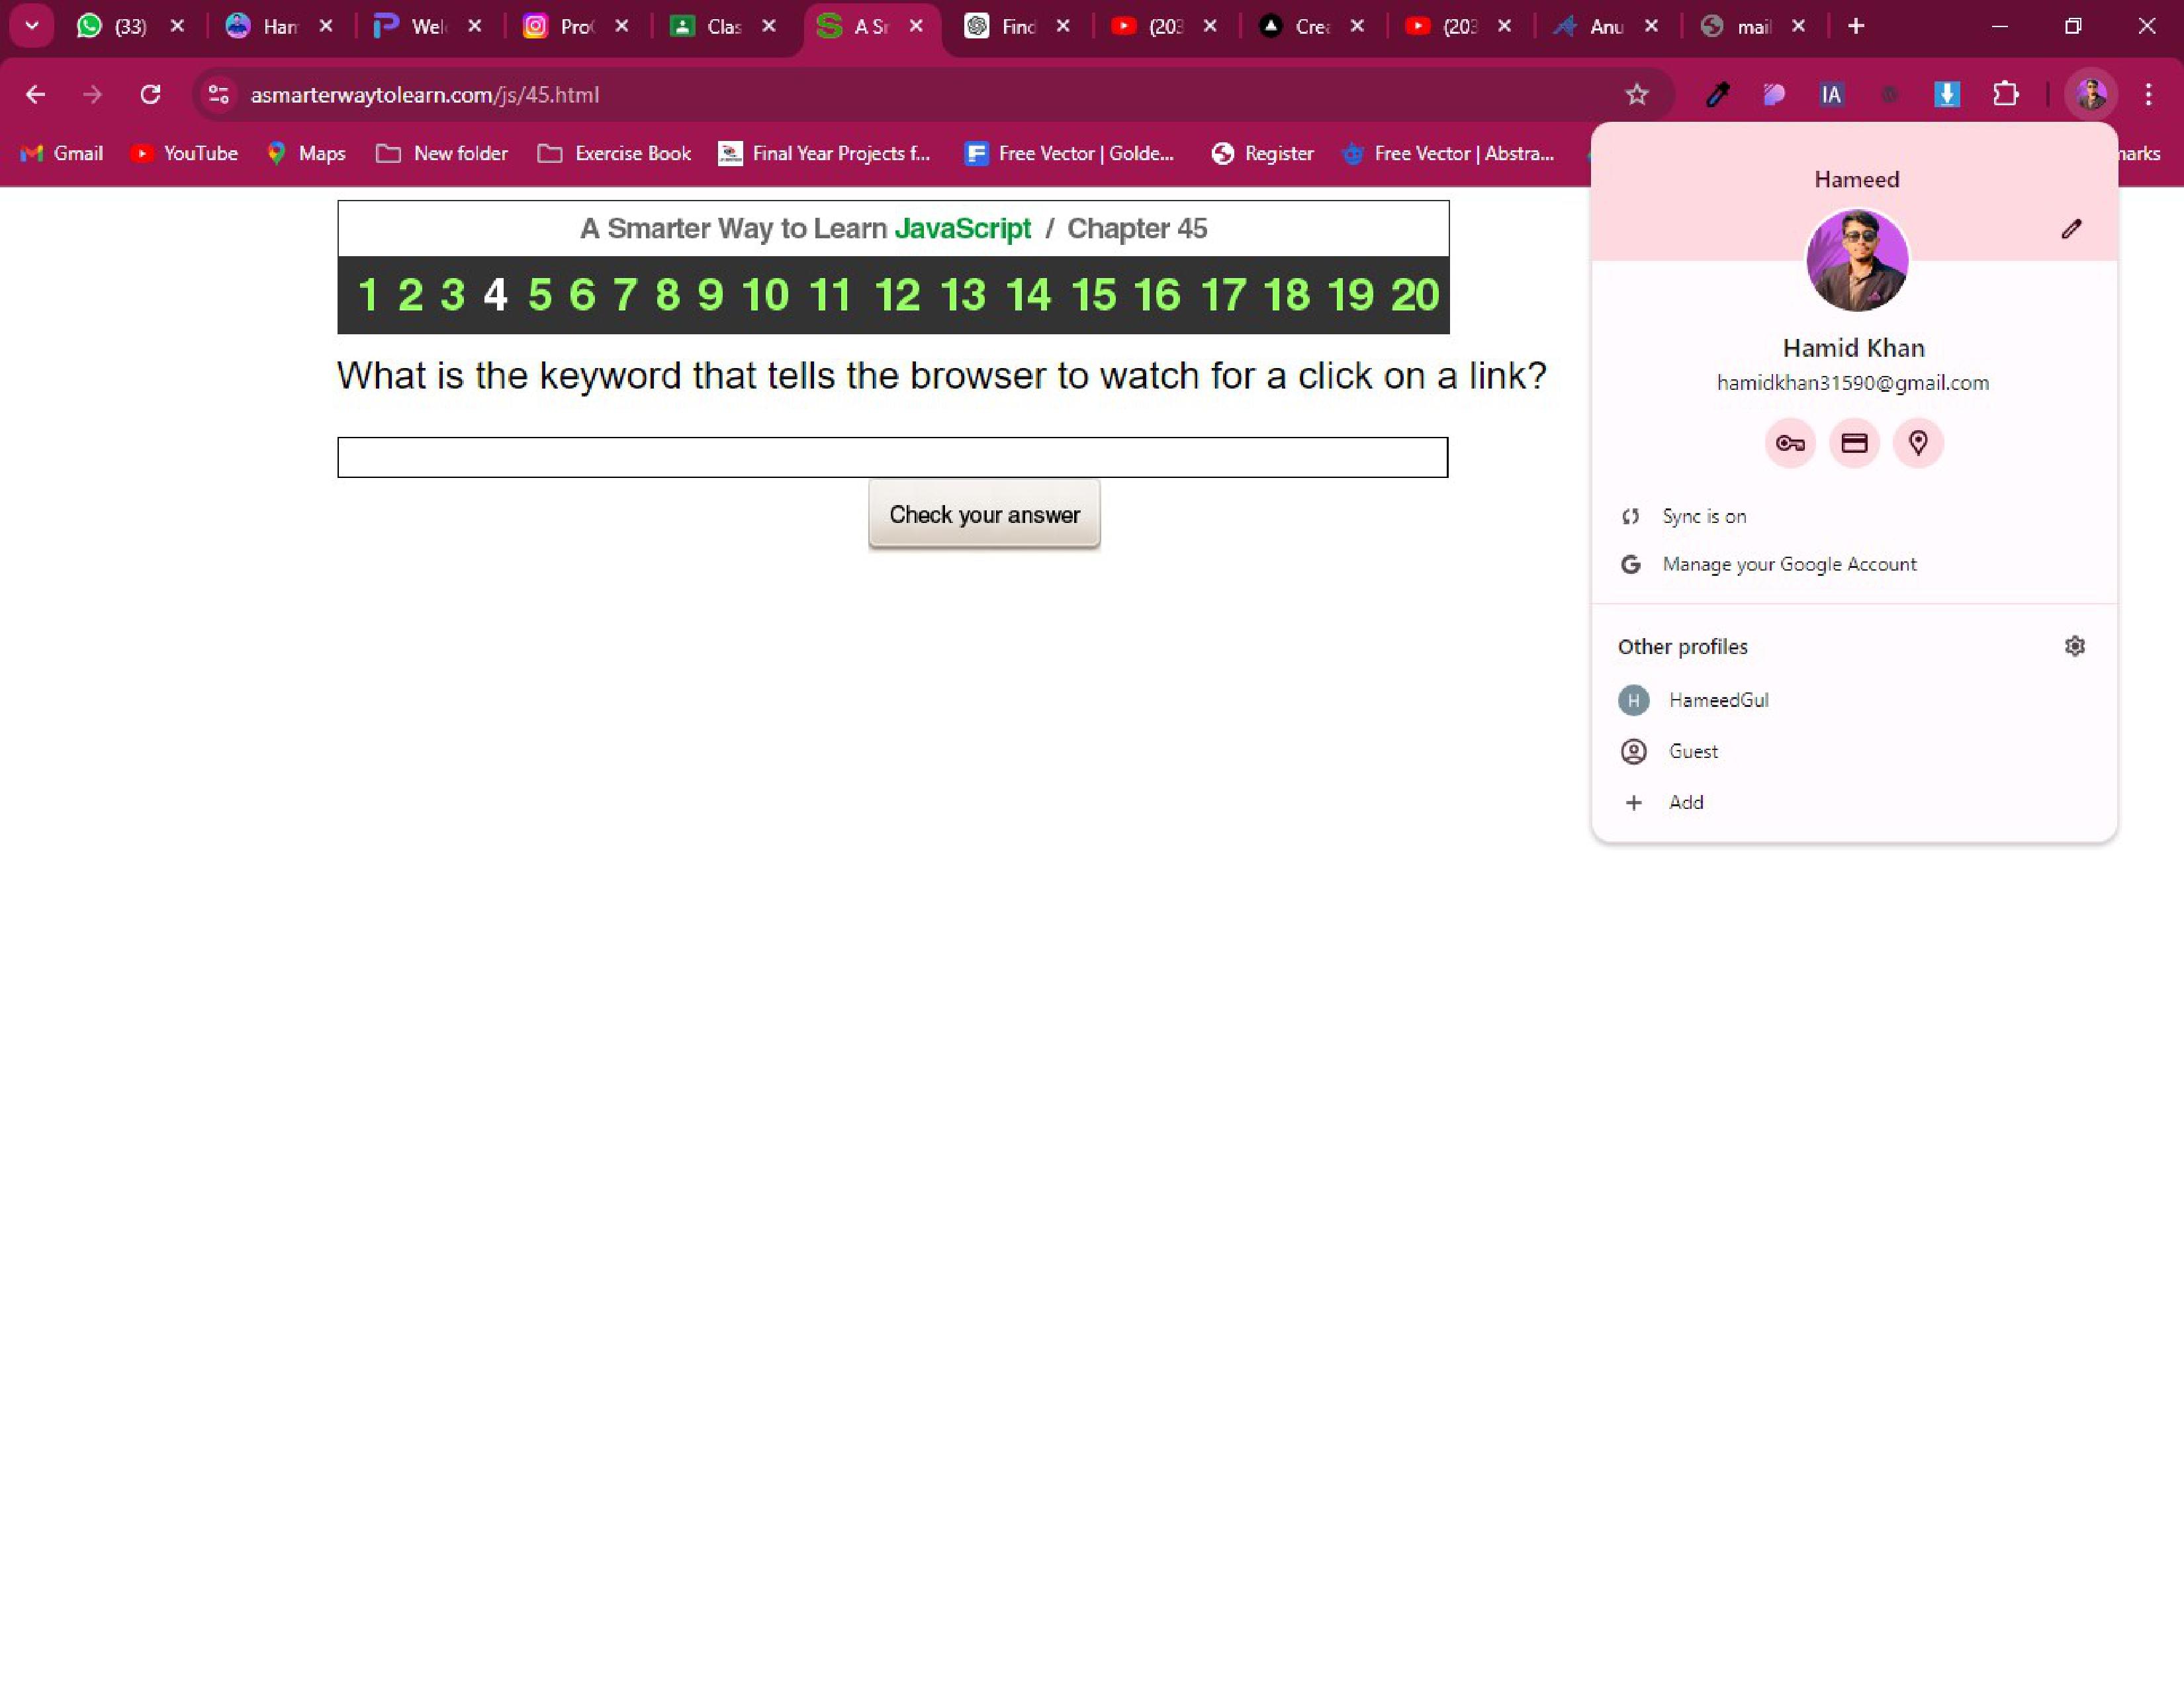 (33)
Ham
Wel
Pro
Clas
A Sr
Find
(203
Cre
(203
Anu
mail
asmarterwaytolearn.com/js/45.html
IA
Gmail
YouTube
Maps
New folder
Exercise Book
Final Year Projects f...
Free Vector | Golde...
Register
Free Vector | Abstra...
A Smarter Way to Learn JavaScript / Chapter 45
1 2 3 4 5 6 7 8 9 10 11 12 13 14 15 16 17 18 19 20
What is the keyword that tells the browser to watch for a click on a link?
Check your answer
Hameed
Hamid Khan
hamidkhan31590@gmail.com
Sync is on
Manage your Google Account
Other profiles
H HameedGul
Guest
Add